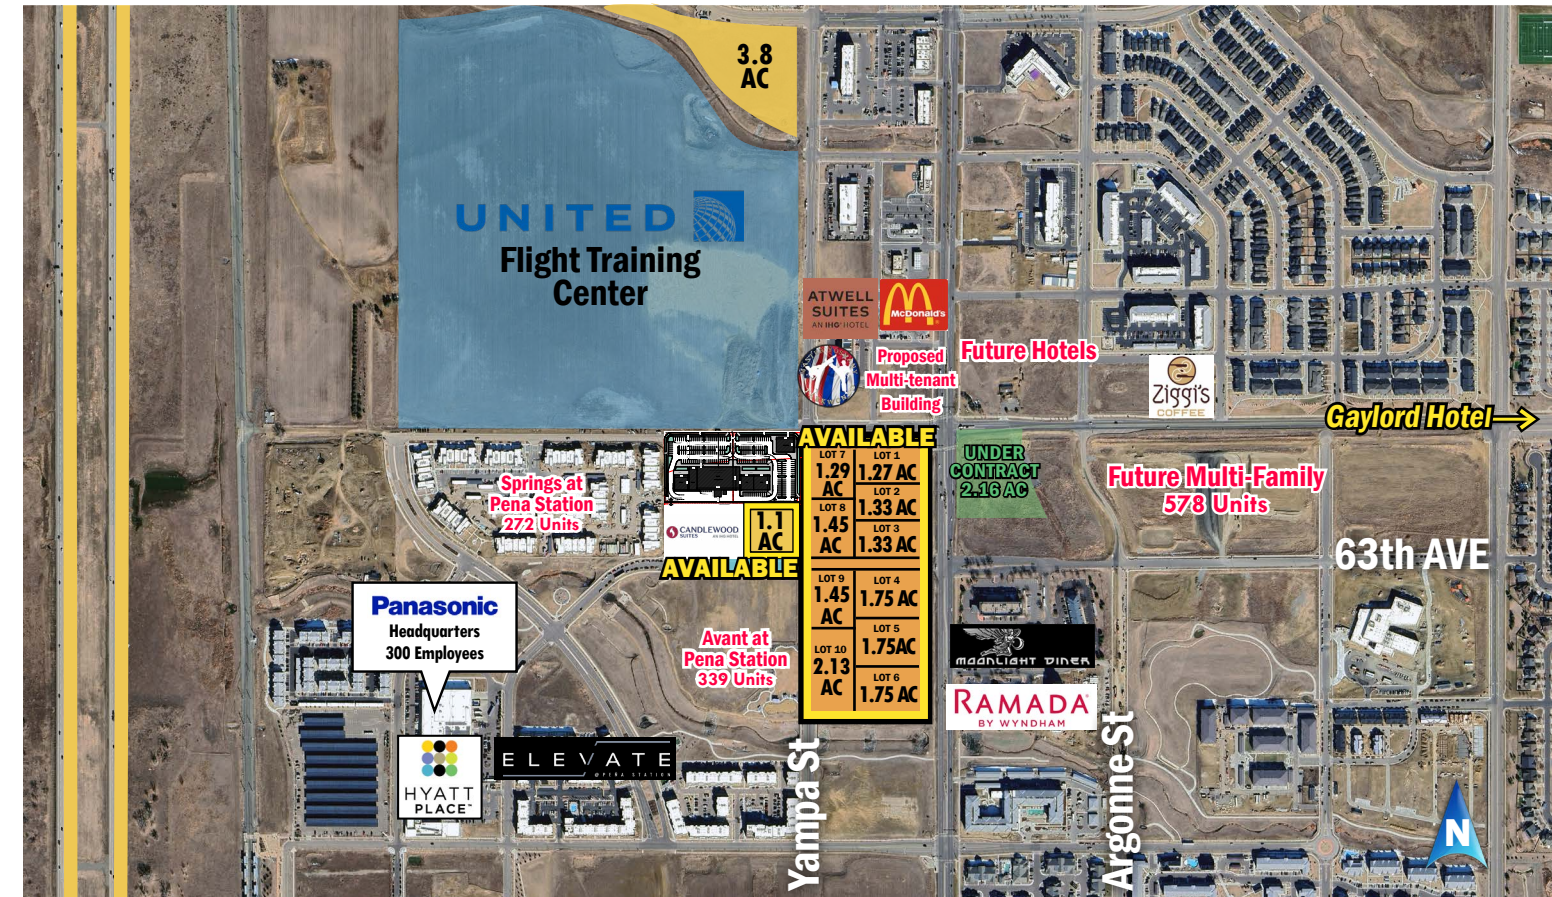 3.8
AC
UNITED
Flight Training
Center
ATWELL
SUITES
AN IHG HOTEL
McDonald's
Proposed
Multi-tenant
Building
Future Hotels
Ziggi's
COFFEE
Gaylord Hotel
AVAILABLE
LOT 7
1.29
AC
LOT 1
1.27 AC
LOT 2
1.33 AC
LOT 8
1.45
AC
LOT 3
1.33 AC
LOT 9
1.45
AC
LOT 4
1.75 AC
LOT 5
1.75AC
LOT 10
2.13
AC
LOT 6
1.75 AC
UNDER
CONTRACT
2.16 AC
Future Multi-Family
578 Units
Springs at
Pena Station
272 Units
CANDLEWOOD
SUITES
AN IHG HOTEL
1.1
AC
AVAILABLE
63th AVE
Panasonic
Headquarters
300 Employees
Avant at
Pena Station
339 Units
MOONLIGHT DINER
RAMADA
BY WYNDHAM
HYATT
PLACE
ELEVATE
@PENA STATION
Yampa St
Argonne St
N